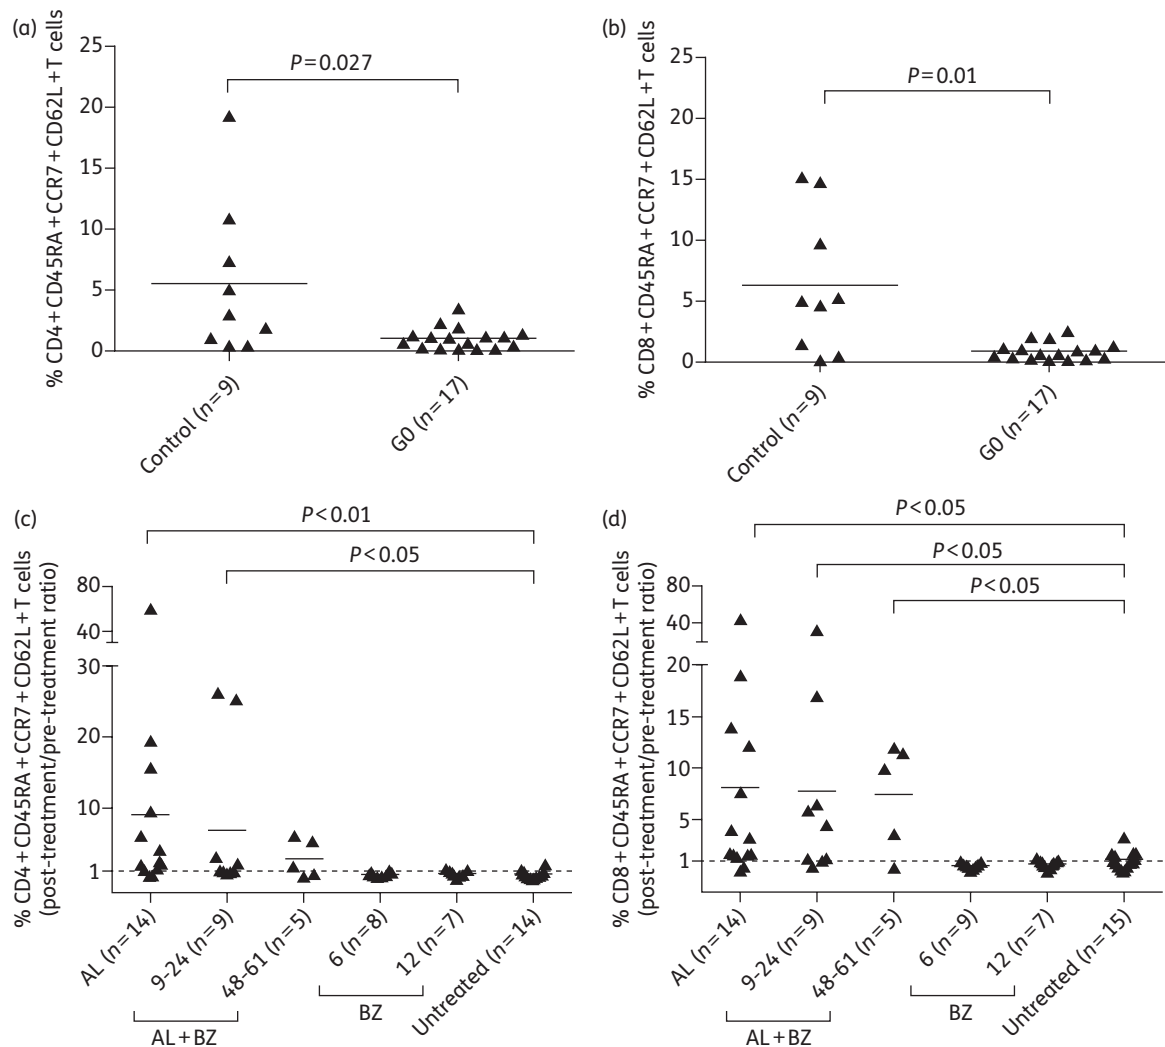 (a)
% CD4+CD45RA+CCR7+CD62L+T cells
25
20
15
10
5
0
P=0.027
Control (n=9)
G0 (n=17)
(b)
% CD8+CD45RA+CCR7+CD62L+T cells
25
20
15
10
5
0
P=0.01
Control (n=9)
G0 (n=17)
(c)
% CD4+CD45RA+CCR7+CD62L+T cells
(post-treatment/pre-treatment ratio)
P<0.01
P<0.05
80
40
30
20
10
1
AL (n=14)
9-24 (n=9)
48-61 (n=5)
6 (n=8)
12 (n=7)
Untreated (n=14)
BZ
AL+BZ
(d)
% CD8+CD45RA+CCR7+CD62L+T cells
(post-treatment/pre-treatment ratio)
P<0.05
P<0.05
P<0.05
80
40
20
15
10
5
1
AL (n=14)
9-24 (n=9)
48-61 (n=5)
6 (n=9)
12 (n=7)
Untreated (n=15)
BZ
AL+BZ